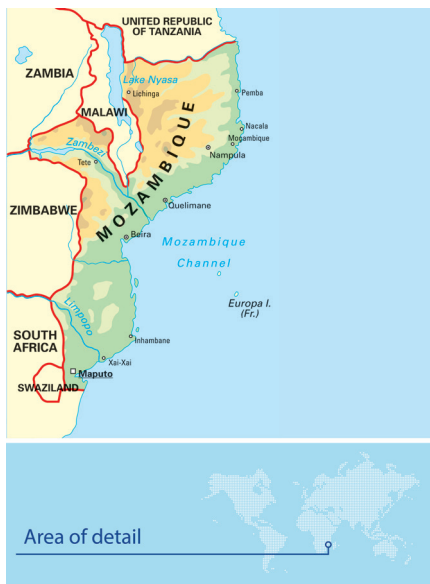 UNITED REPUBLIC
OF TANZANIA
ZAMBIA
Lake Nyasa
Lichinga
Pemba
MALAWI
Nacala
Moçambique
Zambezi
Nampula
Tete
MOZAMBIQUE
Quelimane
ZIMBABWE
Beira
Mozambique
Channel
Limpopo
Europa I.
(Fr.)
SOUTH
AFRICA
Inhambane
Xai-Xai
Maputo
SWAZILAND
Area of detail